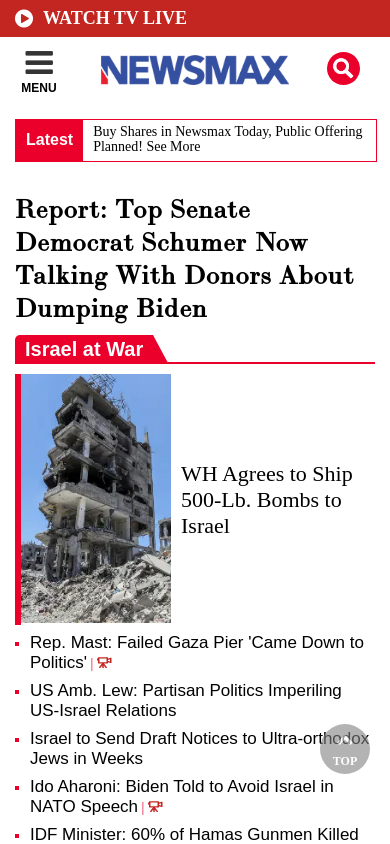 WATCH TV LIVE
MENU
NEWSMAX
Latest
Buy Shares in Newsmax Today, Public Offering
Planned! See More
Report: Top Senate
Democrat Schumer Now
Talking With Donors About
Dumping Biden
Israel at War
WH Agrees to Ship
500-Lb. Bombs to
Israel
Rep. Mast: Failed Gaza Pier 'Came Down to
Politics' |
US Amb. Lew: Partisan Politics Imperiling
US-Israel Relations
Israel to Send Draft Notices to Ultra-orthodox
Jews in Weeks
TOP
Ido Aharoni: Biden Told to Avoid Israel in
NATO Speech |
IDF Minister: 60% of Hamas Gunmen Killed